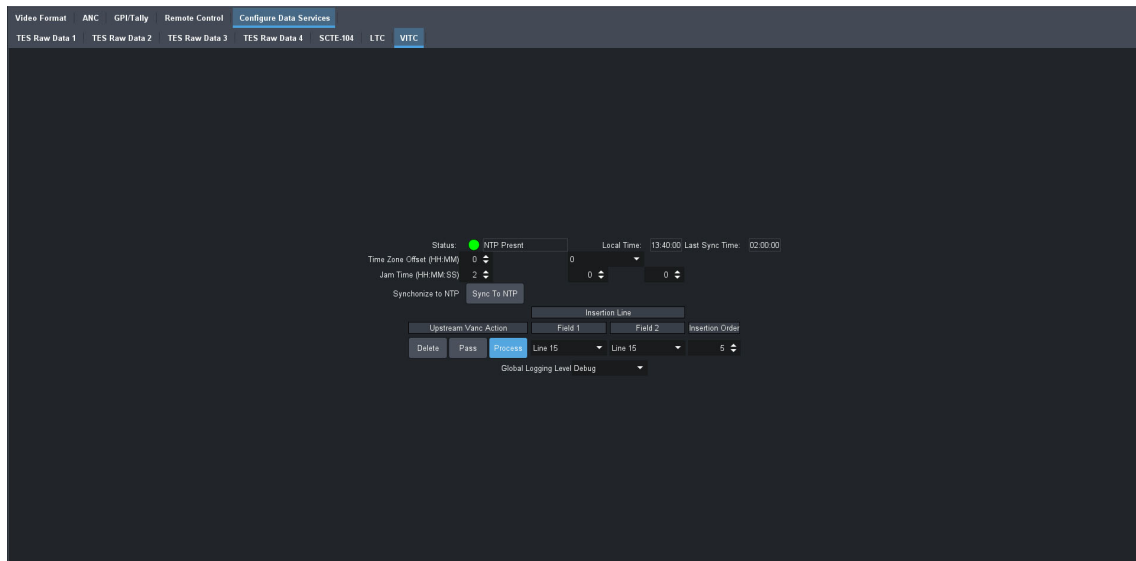 Video Format ANC GPI/Tally Remote Control Configure Data Services
TES Raw Data 1 TES Raw Data 2 TES Raw Data 3 TES Raw Data 4 SCTE-104 LTC VITC
Status: NTP Presnt Local Time: 13:40:00 Last Sync Time: 02:00:00
Time Zone Offset (HH:MM) 0 0
Jam Time (HH:MM:SS) 2 0 0
Synchonize to NTP Sync To NTP
Insertion Line
Upstream Vanc Action Field 1 Field 2 Insertion Order
Delete Pass Process Line 15 Line 15 5
Global Logging Level Debug